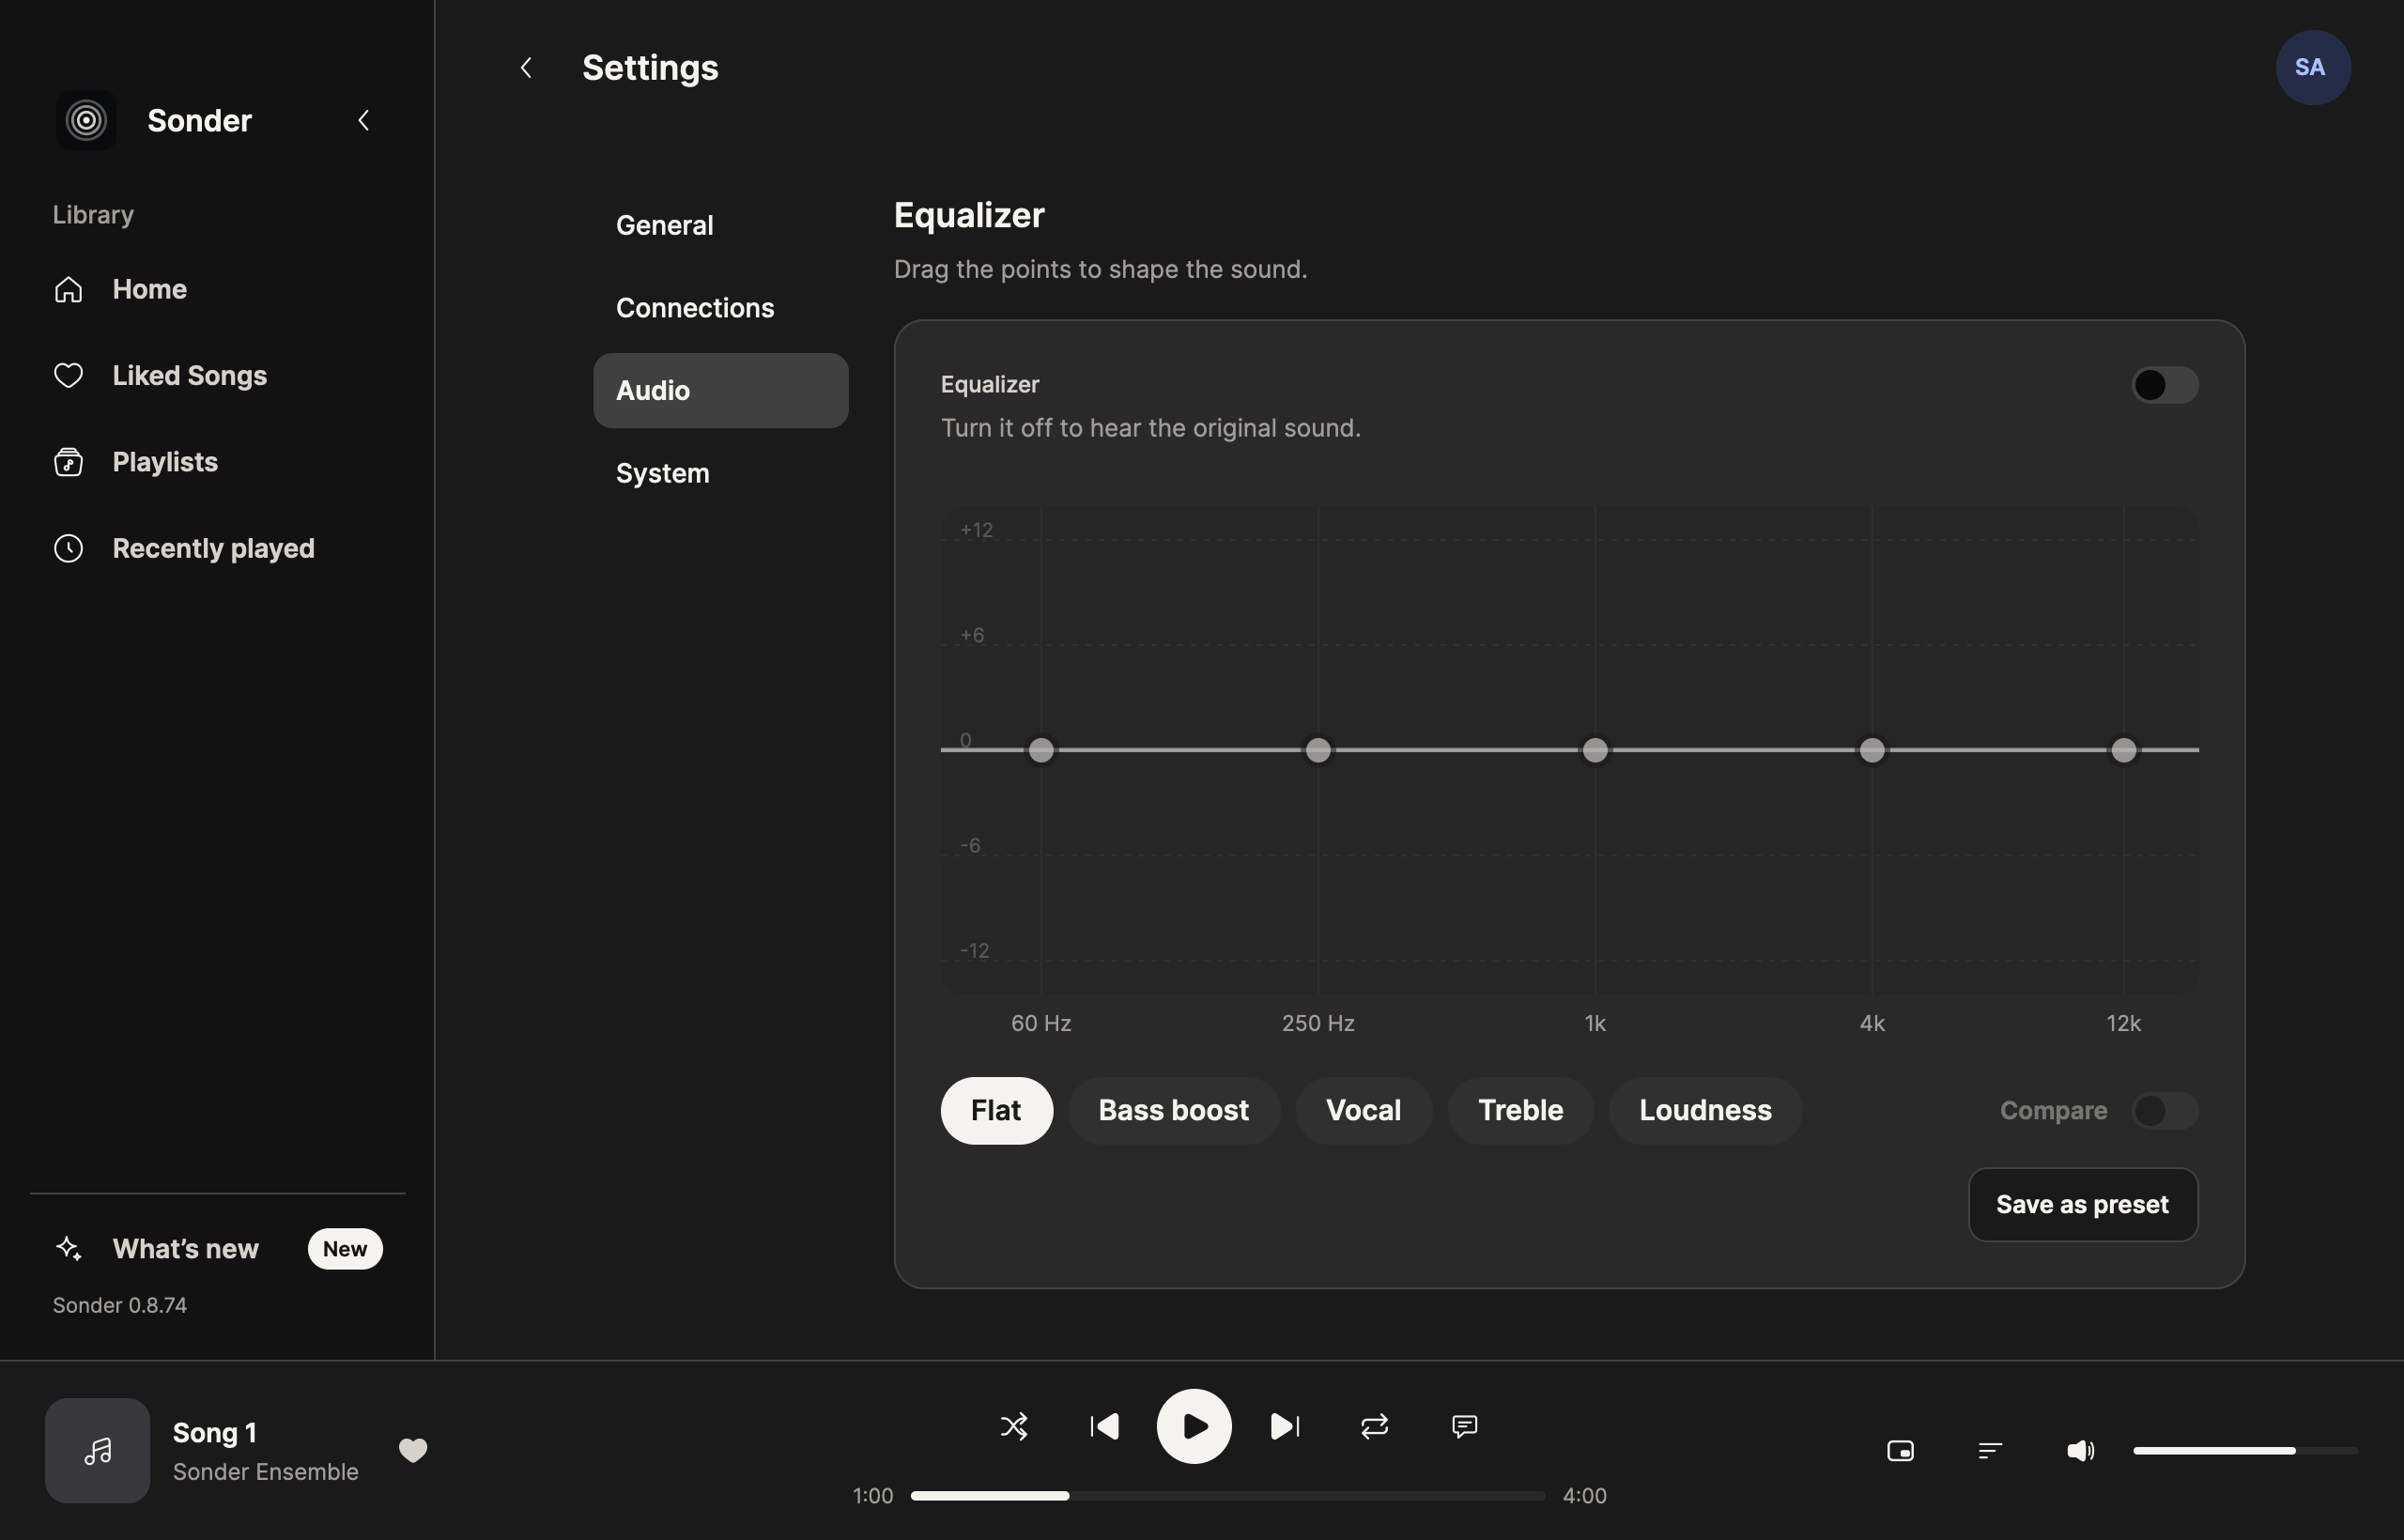 Sonder
Library
Home
Liked Songs
Playlists
Recently played
What’s new
New
Sonder 0.8.74
Settings
SA
General
Connections
Audio
System
Equalizer
Drag the points to shape the sound.
Equalizer
Turn it off to hear the original sound.
+12
+6
0
-6
-12
60 Hz 250 Hz 1k 4k 12k
Flat Bass boost Vocal Treble Loudness Compare
Save as preset
Song 1
Sonder Ensemble
1:00 4:00